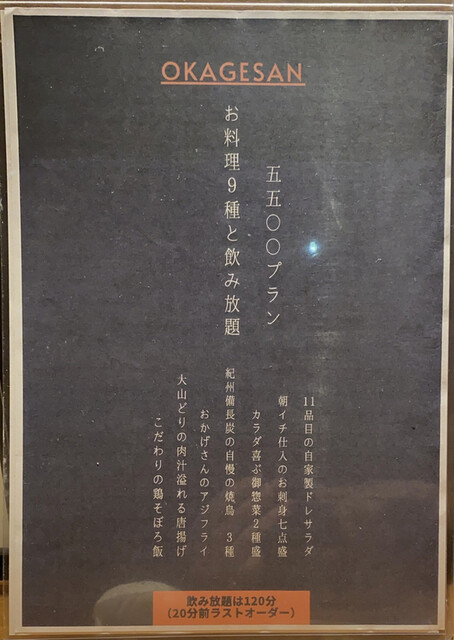 OKAGESAN
五五〇〇プラン
お料理9種と飲み放題
11品目の自家製ドレサラダ
朝イチ仕入のお刺身七点盛
カラダ喜ぶ御惣菜2種盛
紀州備長炭の自慢の焼鳥 3種
おかげさんのアジフライ
大山どりの肉汁溢れる唐揚げ
こだわりの鶏そぼろ飯
飲み放題は120分
(20分前ラストオーダー)